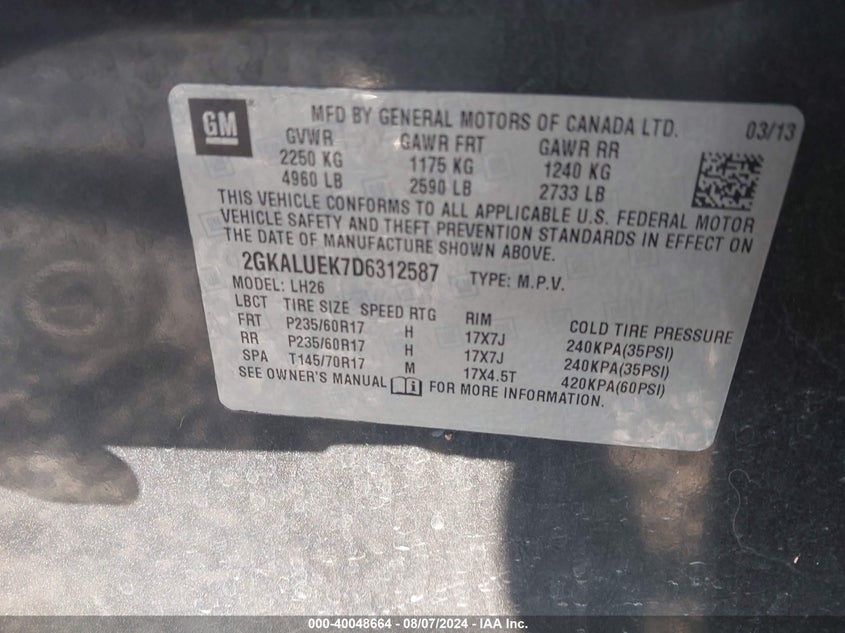 GM
MFD BY GENERAL MOTORS OF CANADA LTD. 03/13
GVWR GAWR FRT GAWR RR
2250 KG 1175 KG 1240 KG
4960 LB 2590 LB 2733 LB
THIS VEHICLE CONFORMS TO ALL APPLICABLE U.S. FEDERAL MOTOR
VEHICLE SAFETY AND THEFT PREVENTION STANDARDS IN EFFECT ON
THE DATE OF MANUFACTURE SHOWN ABOVE.
2GKALUEK7D6312587 TYPE: M.P.V.
MODEL: LH26
LBCT TIRE SIZE SPEED RTG RIM COLD TIRE PRESSURE
FRT P235/60R17 H 17X7J 240KPA(35PSI)
RR P235/60R17 H 17X7J 240KPA(35PSI)
SPA T145/70R17 M 17X4.5T 420KPA(60PSI)
SEE OWNER'S MANUAL FOR MORE INFORMATION.
000-40048664 - 08/07/2024 - IAA Inc.